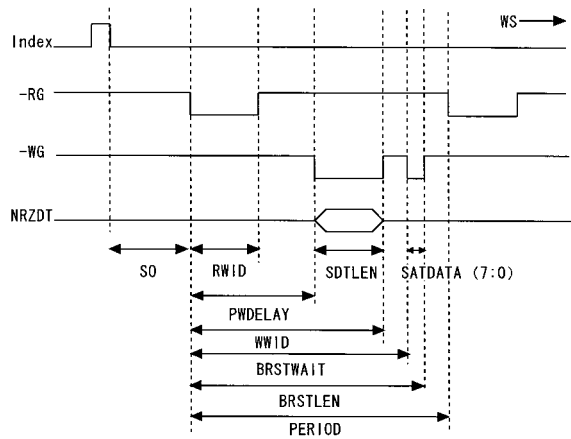 WS
Index
-RG
-WG
NRZDT
SO RWID SDTLEN SATDATA (7:0)
PWDELAY
WWID
BRSTWAIT
BRSTLEN
PERIOD